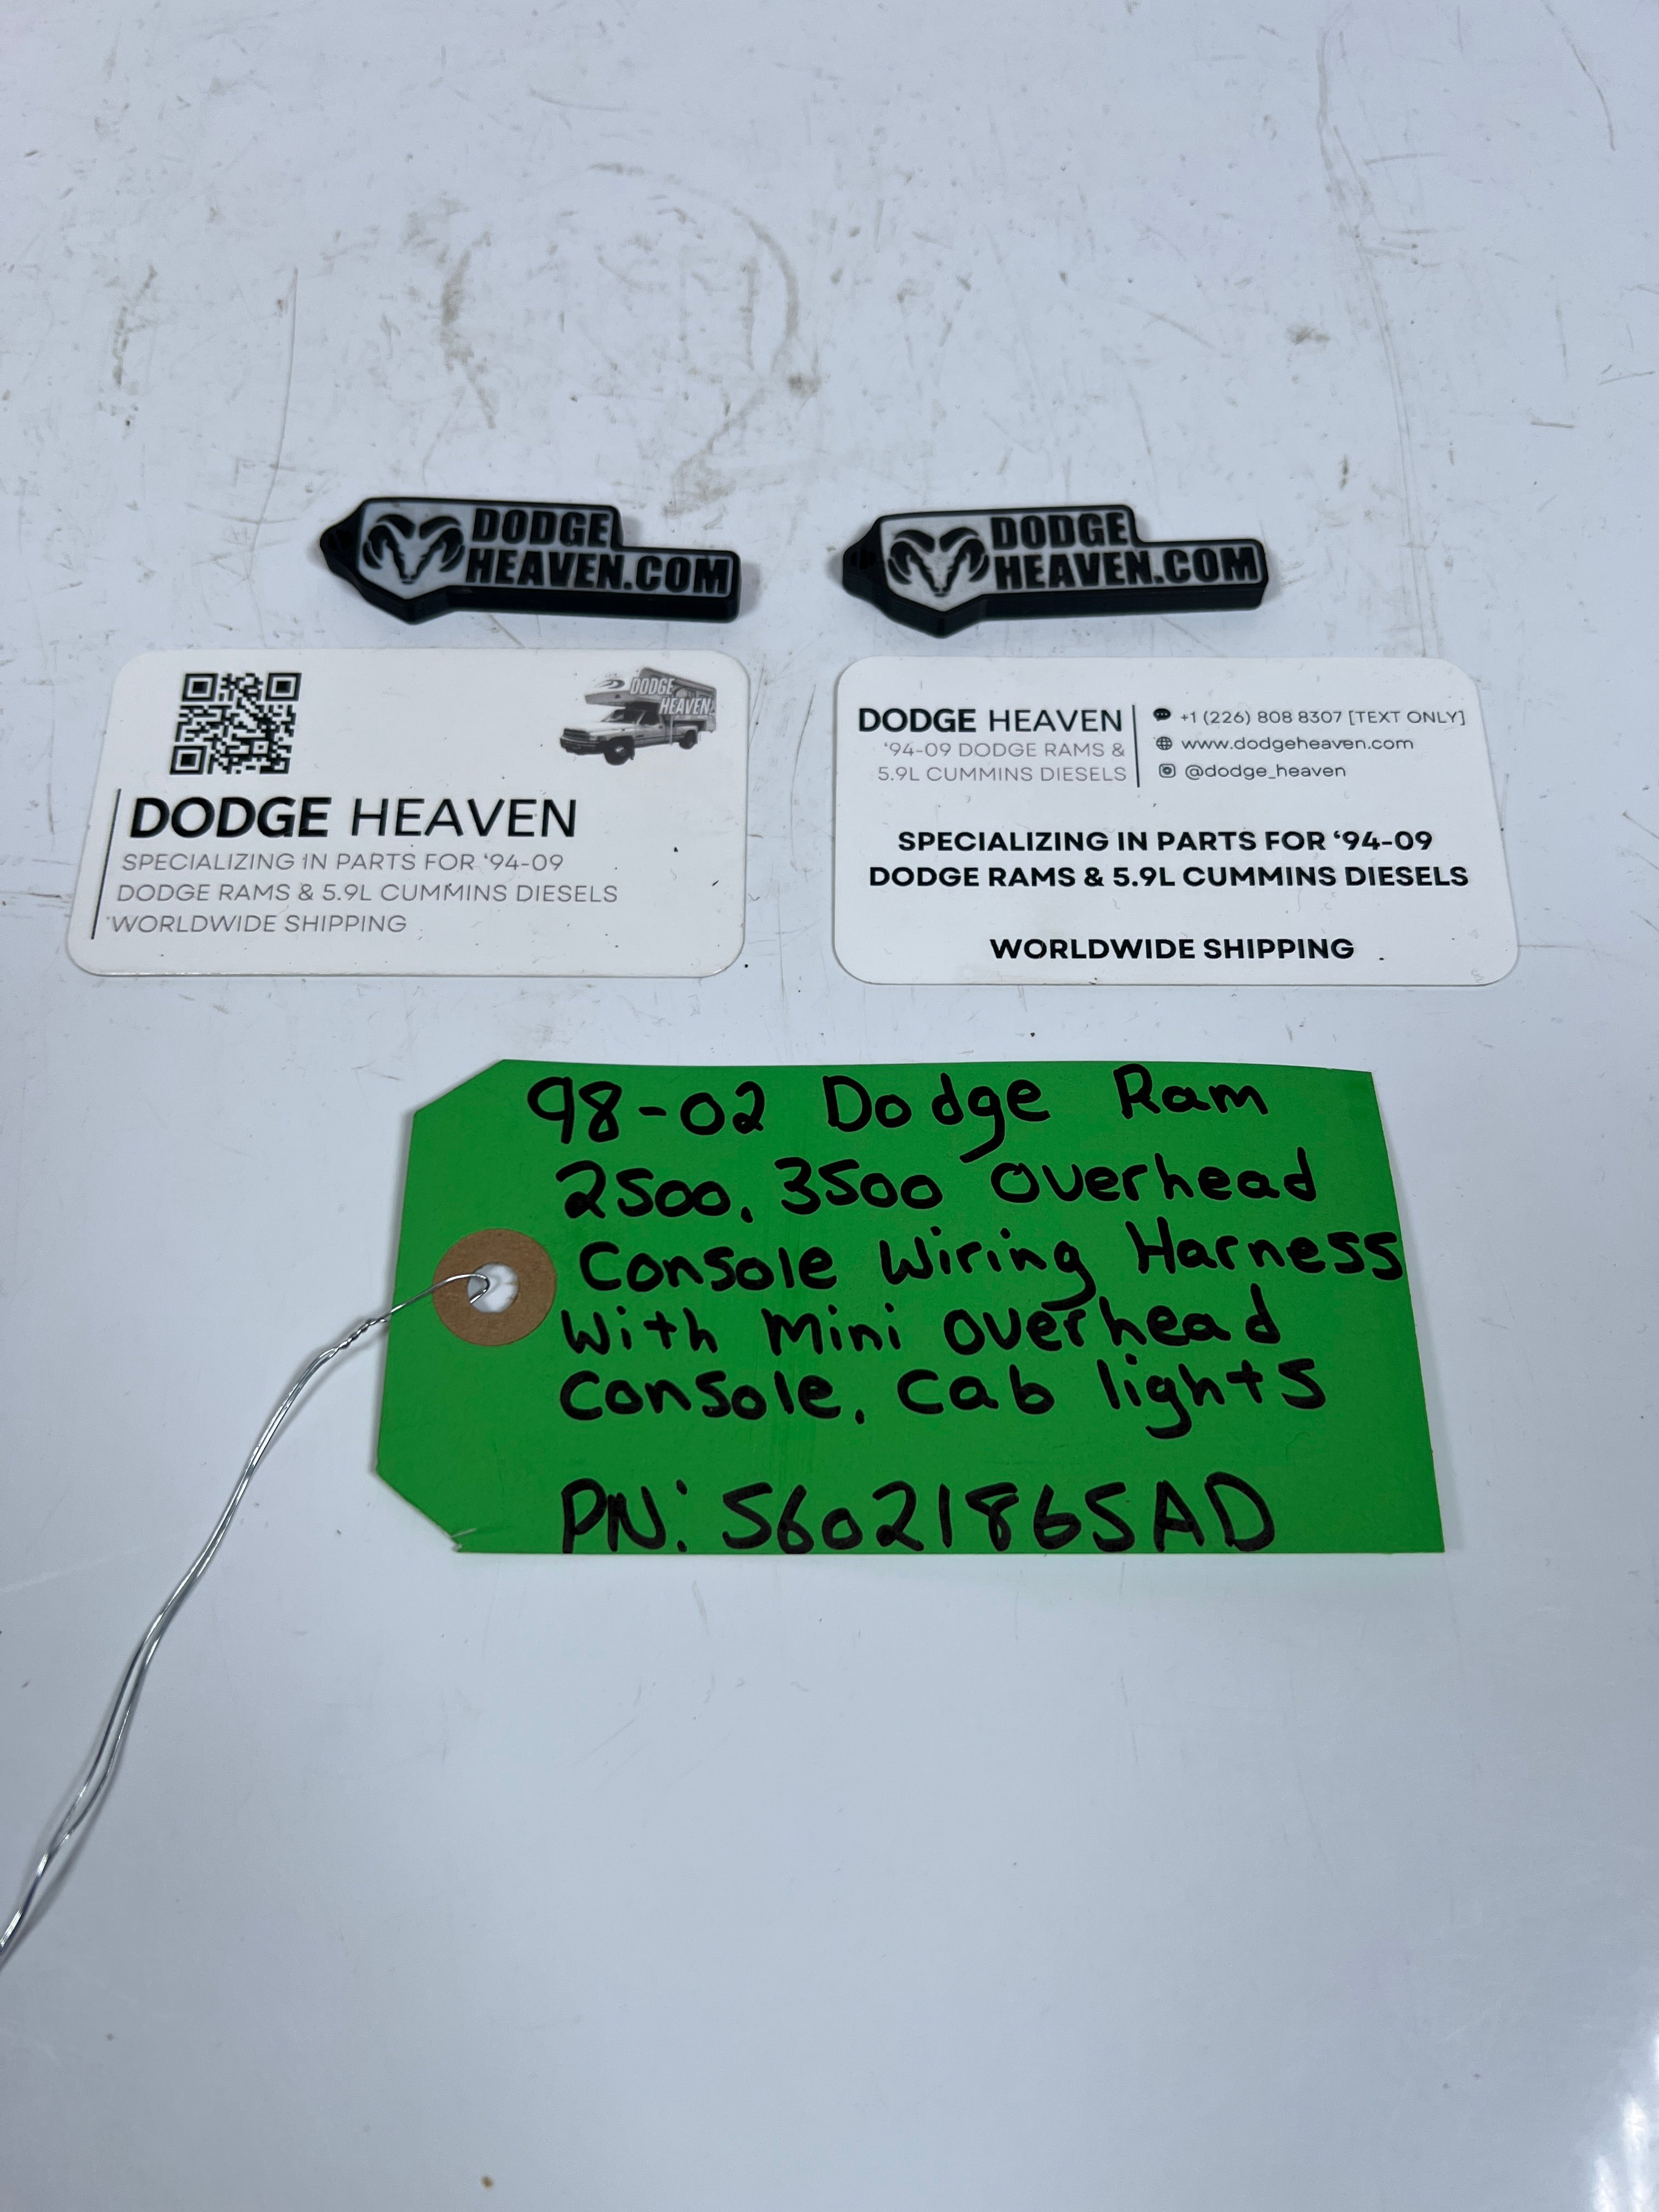 DODGE
HEAVEN.COM
DODGE
HEAVEN.COM
DODGE
HEAVEN
DODGE HEAVEN
SPECIALIZING IN PARTS FOR ‘94-09
DODGE RAMS & 5.9L CUMMINS DIESELS
WORLDWIDE SHIPPING
DODGE HEAVEN
‘94-09 DODGE RAMS &
5.9L CUMMINS DIESELS
+1 (226) 808 8307 [TEXT ONLY]
www.dodgeheaven.com
@dodge_heaven
SPECIALIZING IN PARTS FOR ‘94-09
DODGE RAMS & 5.9L CUMMINS DIESELS
WORLDWIDE SHIPPING
98-02 Dodge Ram
2500, 3500 Overhead
Console Wiring Harness
With Mini Overhead
Console, Cab lights
PN: 56021865AD